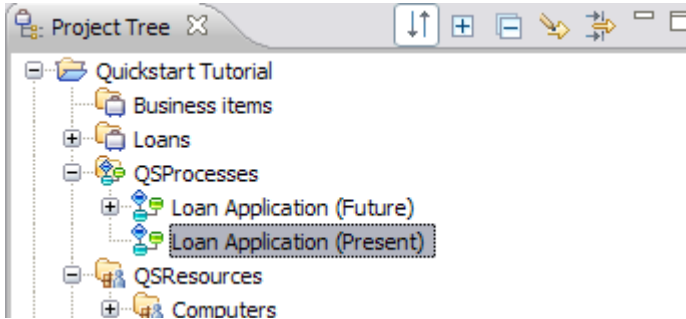 Project Tree
Quickstart Tutorial
Business items
Loans
QSProcesses
Loan Application (Future)
Loan Application (Present)
QSResources
Computers